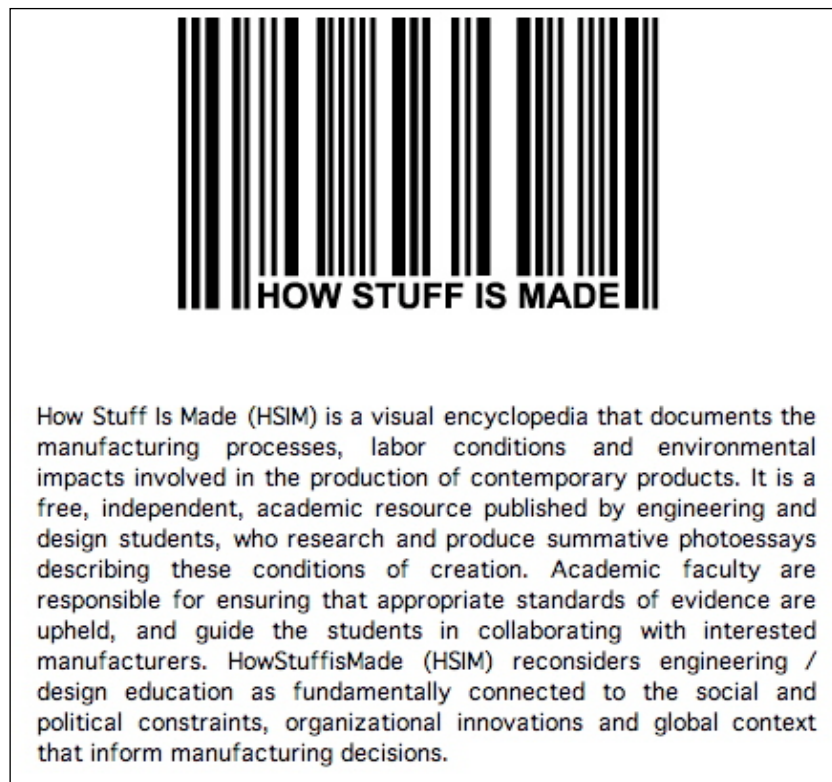 HOW STUFF IS MADE
How Stuff Is Made (HSIM) is a visual encyclopedia that documents the
manufacturing processes, labor conditions and environmental
impacts involved in the production of contemporary products. It is a
free, independent, academic resource published by engineering and
design students, who research and produce summative photoessays
describing these conditions of creation. Academic faculty are
responsible for ensuring that appropriate standards of evidence are
upheld, and guide the students in collaborating with interested
manufacturers. HowStuffisMade (HSIM) reconsiders engineering /
design education as fundamentally connected to the social and
political constraints, organizational innovations and global context
that inform manufacturing decisions.